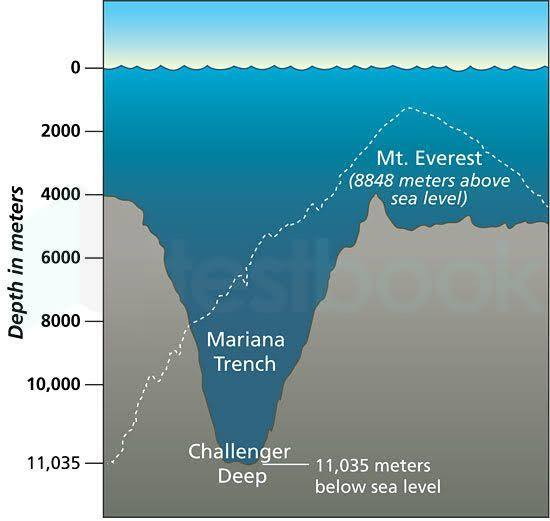 0
2000
Mt. Everest
(8848 meters above
sea level)
4000
6000
testbook
Depth in meters
8000
Mariana
Trench
10,000
Challenger
Deep
11,035
11,035 meters
below sea level